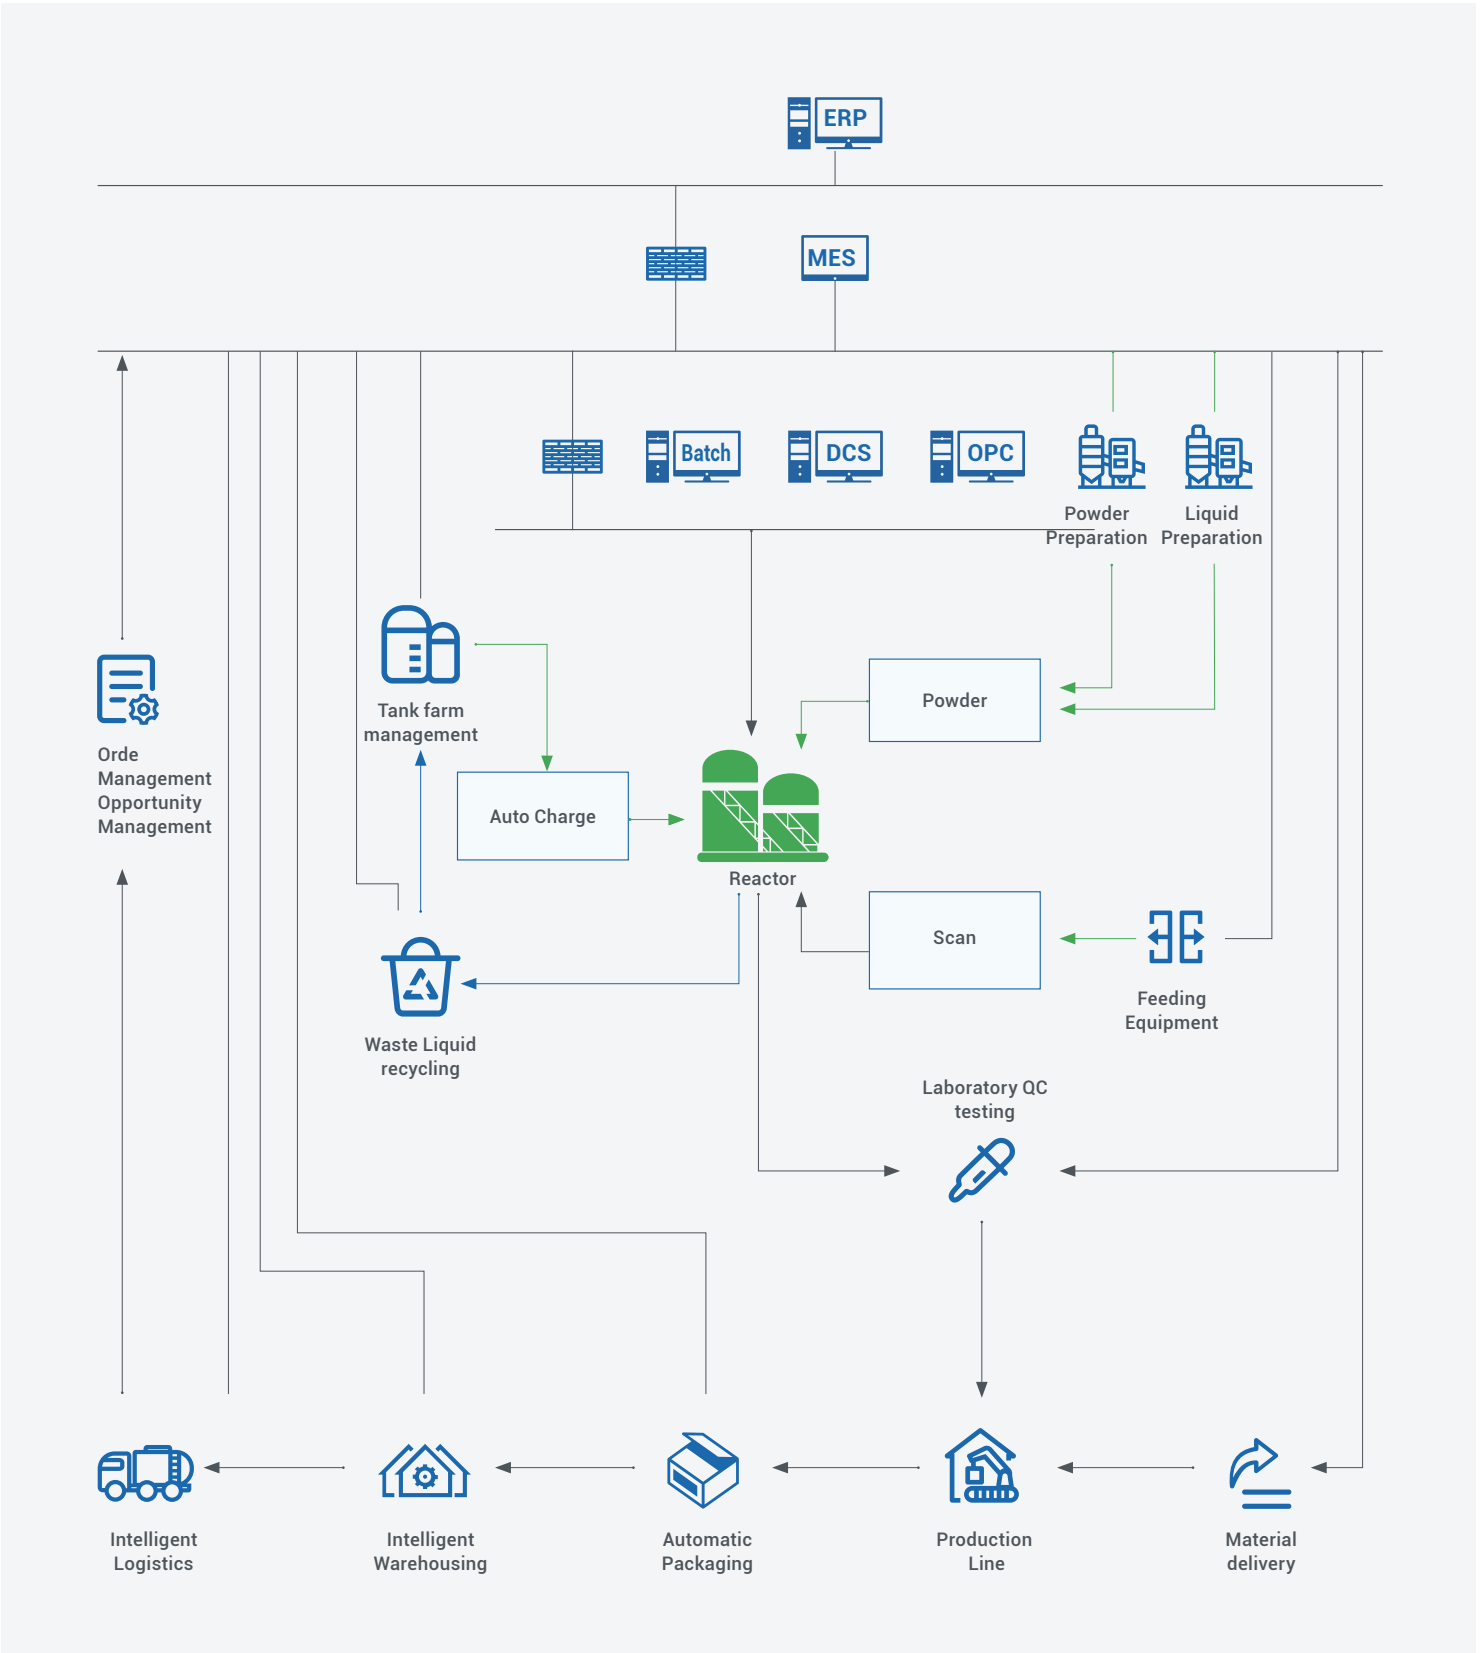 ERP
MES
Batch
DCS
OPC
Powder
Preparation
Liquid
Preparation
Tank farm
management
Powder
Orde
Management
Opportunity
Management
Auto Charge
Reactor
Scan
Feeding
Equipment
Waste Liquid
recycling
Laboratory QC
testing
Intelligent
Logistics
Intelligent
Warehousing
Automatic
Packaging
Production
Line
Material
delivery